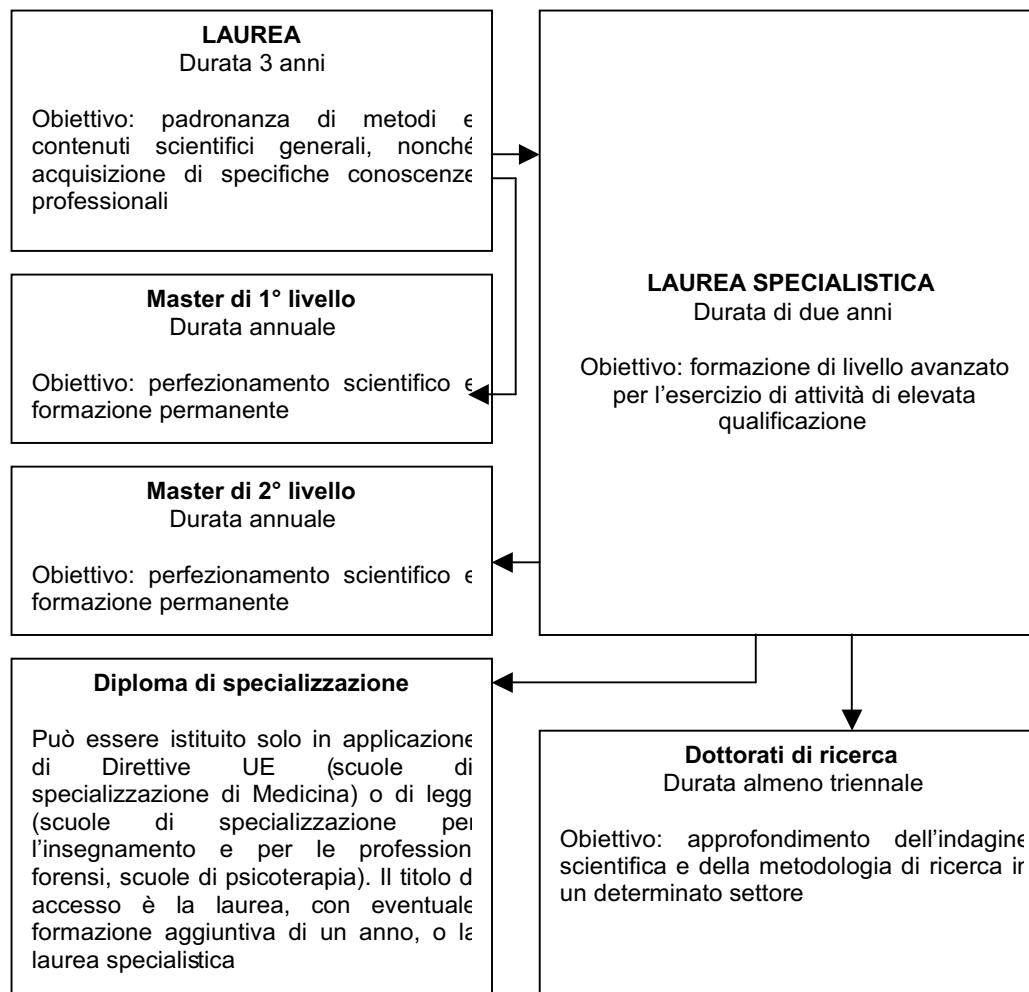 LAUREA
Durata 3 anni
Obiettivo: padronanza di metodi e
contenuti scientifici generali, nonché
acquisizione di specifiche conoscenze
professionali
Master di 1° livello
Durata annuale
Obiettivo: perfezionamento scientifico e
formazione permanente
Master di 2° livello
Durata annuale
Obiettivo: perfezionamento scientifico e
formazione permanente
Diploma di specializzazione
Può essere istituito solo in applicazione
di Direttive UE (scuole di
specializzazione di Medicina) o di legg
(scuole di specializzazione per
l'insegnamento e per le profession
forensi, scuole di psicoterapia). Il titolo d
accesso è la laurea, con eventuale
formazione aggiuntiva di un anno, o la
laurea specialistica
LAUREA SPECIALISTICA
Durata di due anni
Obiettivo: formazione di livello avanzato
per l'esercizio di attività di elevata
qualificazione
Dottorati di ricerca
Durata almeno triennale
Obiettivo: approfondimento dell'indagine
scientifica e della metodologia di ricerca in
un determinato settore